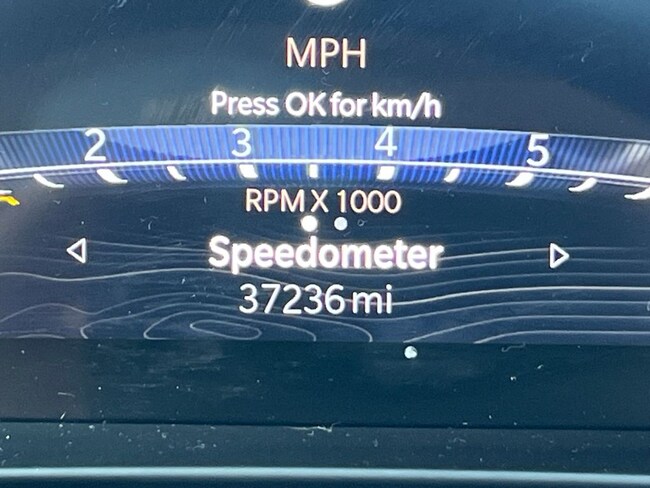 MPH
Press OK for km/h
2 3 4 5
RPM X 1000
Speedometer
37236 mi